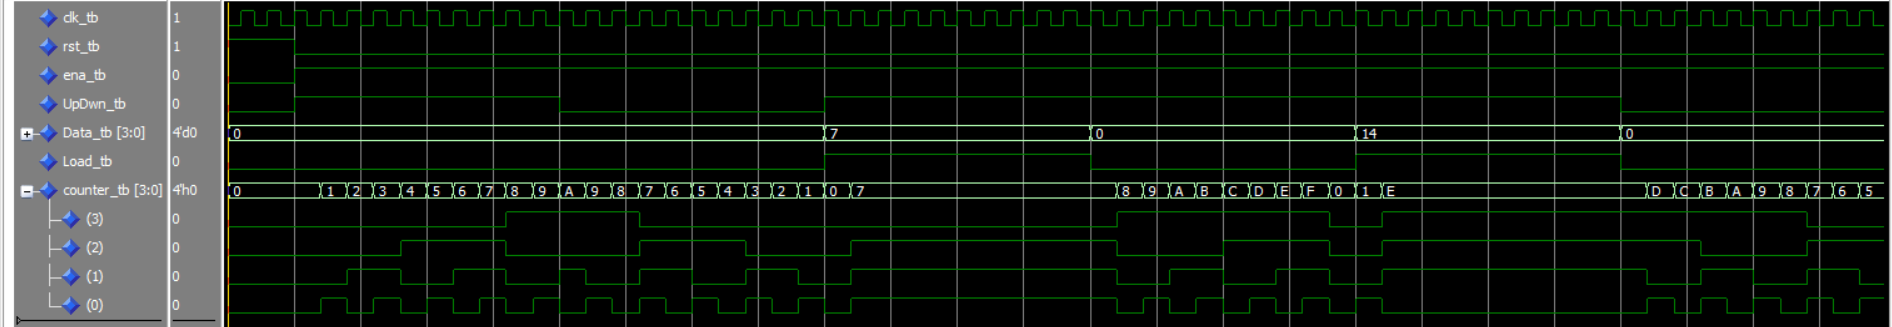 clk_tb 1
rst_tb 1
ena_tb 0
UpDwn_tb 0
Data_tb [3:0] 4'd0 0 7 0 14 0
Load_tb 0
counter_tb [3:0] 4'h0 0 1 2 3 4 5 6 7 8 9 A 9 8 7 6 5 4 3 2 1 0 7 8 9 A B C D E F 0 1 E D C B A 9 8 7 6 5
(3) 0
(2) 0
(1) 0
(0) 0